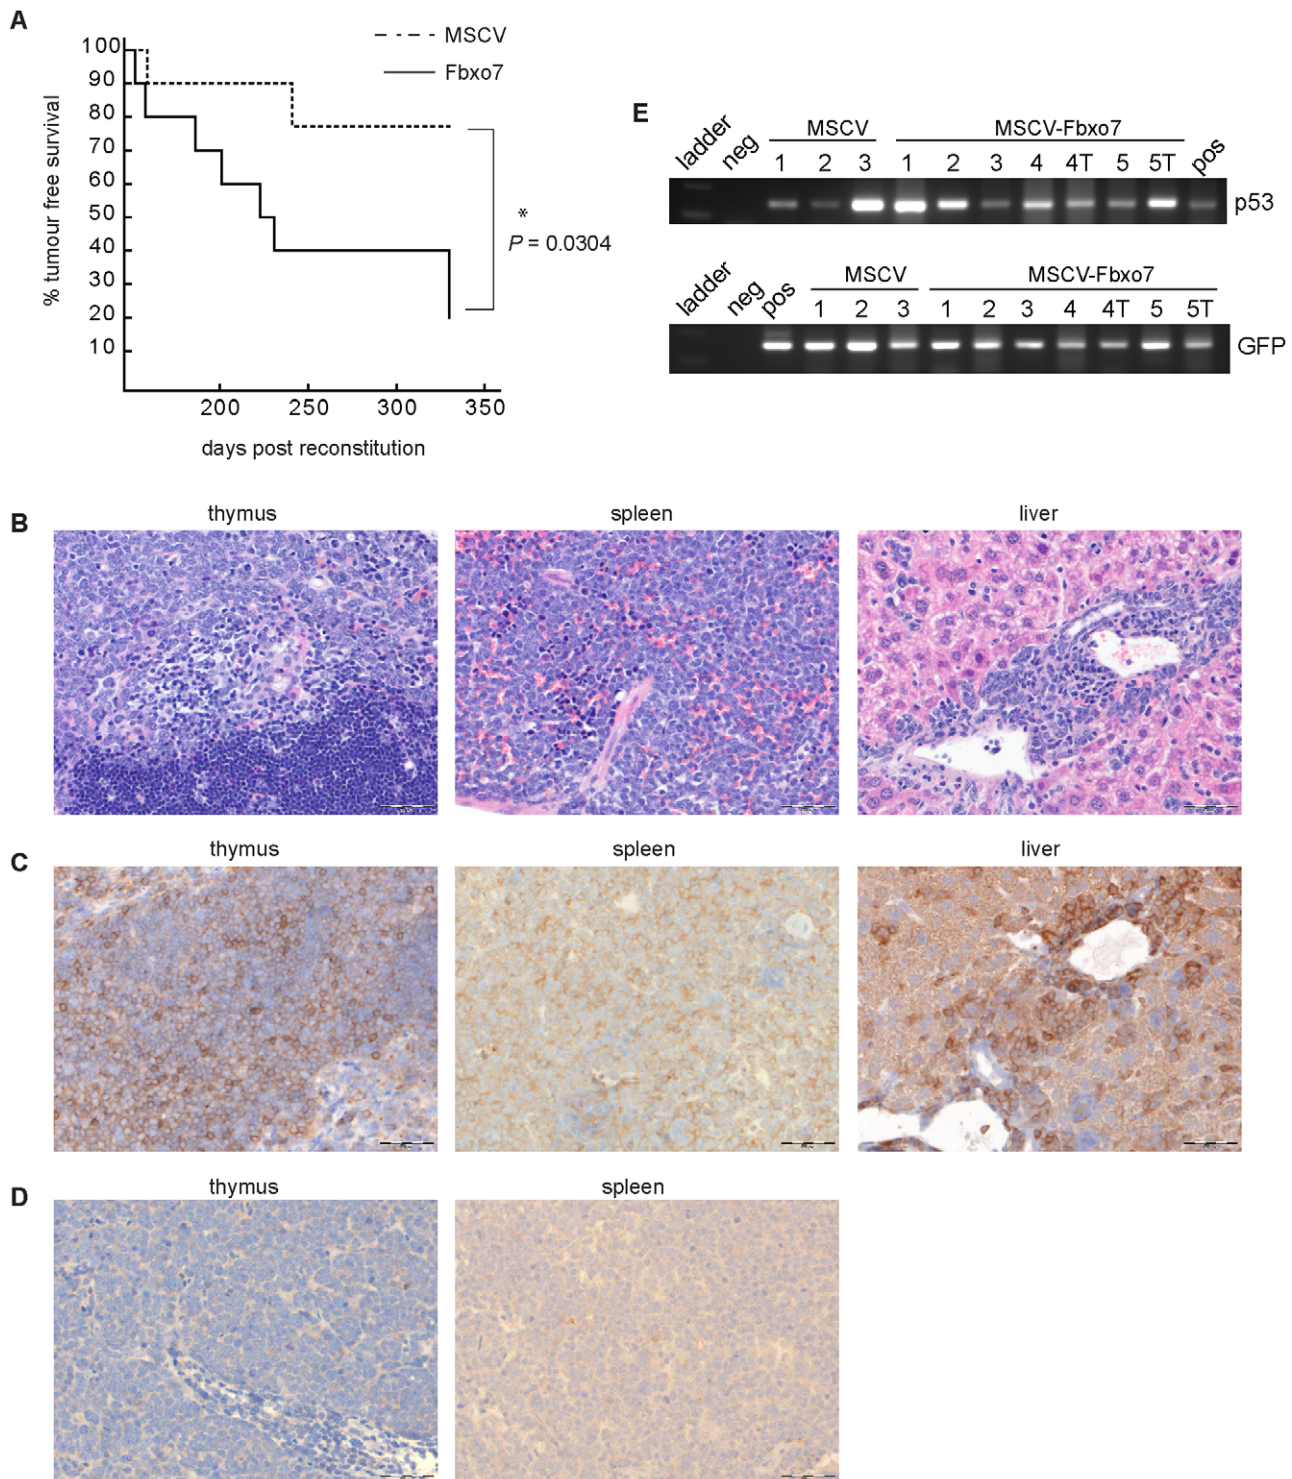 A
MSCV
Fbxo7
% tumour free survival
100
90
80
70
60
50
40
30
20
10
200 250 300 350
days post reconstitution
*
P = 0.0304
E
ladder neg MSCV MSCV-Fbxo7 pos
1 2 3 1 2 3 4 4T 5 5T
p53
ladder neg pos MSCV MSCV-Fbxo7
1 2 3 1 2 3 4 4T 5 5T
GFP
B
thymus spleen liver
C
thymus spleen liver
D
thymus spleen